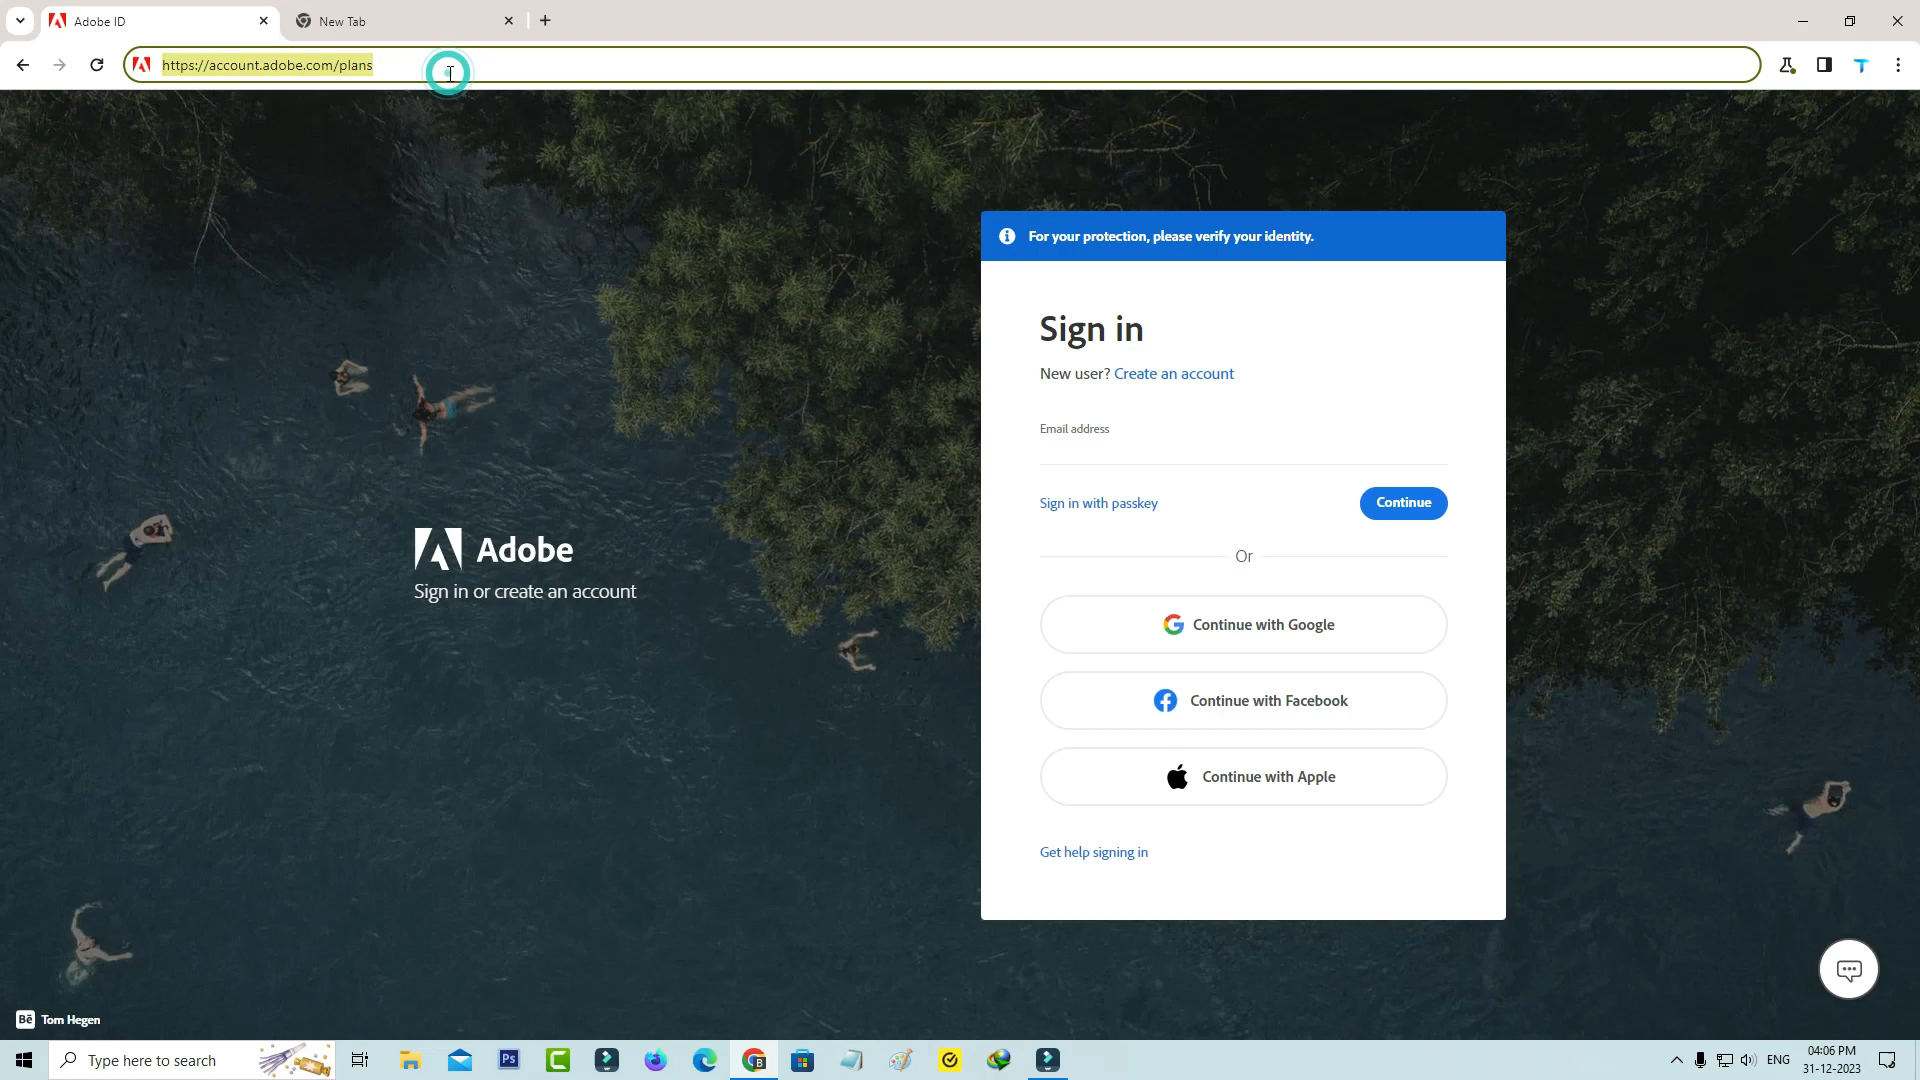 Adobe ID
New Tab
https://account.adobe.com/plans
For your protection, please verify your identity.
Sign in
New user? Create an account
Email address
Sign in with passkey
Continue
Or
Continue with Google
Continue with Facebook
Continue with Apple
Get help signing in
Adobe
Sign in or create an account
Bē Tom Hegen
Type here to search
Ps
B
ENG
04:06 PM
31-12-2023